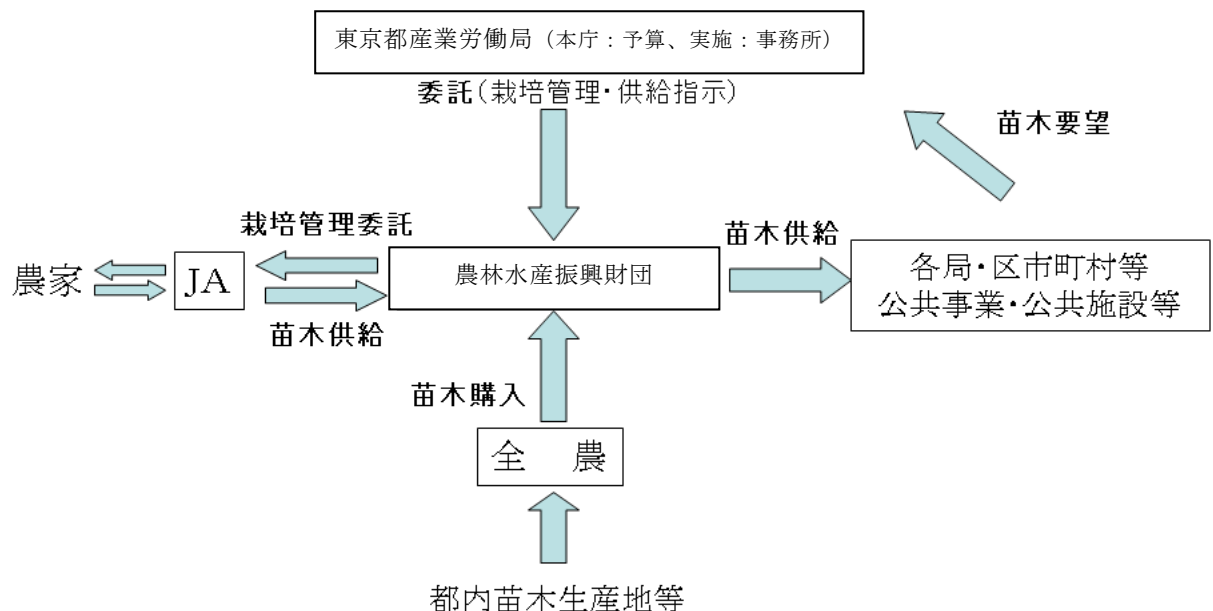 東京都産業労働局（本庁：予算、実施：事務所）
委託（栽培管理・供給指示）
苗木要望
栽培管理委託
苗木供給
農家
JA
農林水産振興財団
各局・区市町村等
公共事業・公共施設等
苗木供給
苗木購入
全　農
都内苗木生産地等